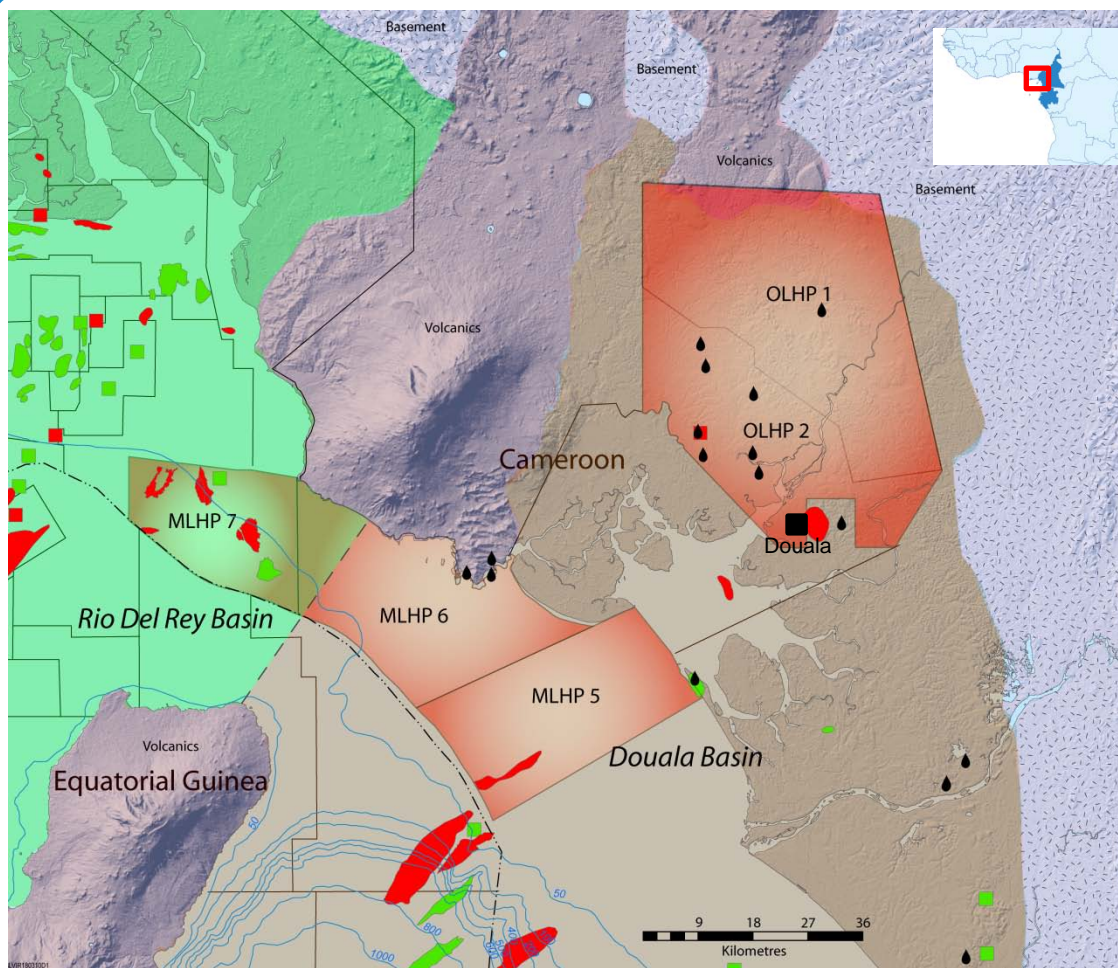 Basement
Basement
Volcanics
Basement
OLHP 1
Volcanics
OLHP 2
Cameroon
MLHP 7
Douala
Rio Del Rey Basin
MLHP 6
MLHP 5
Volcanics
Douala Basin
Equatorial Guinea
50
50
9 18 27 36
Kilometres
800
400
1000